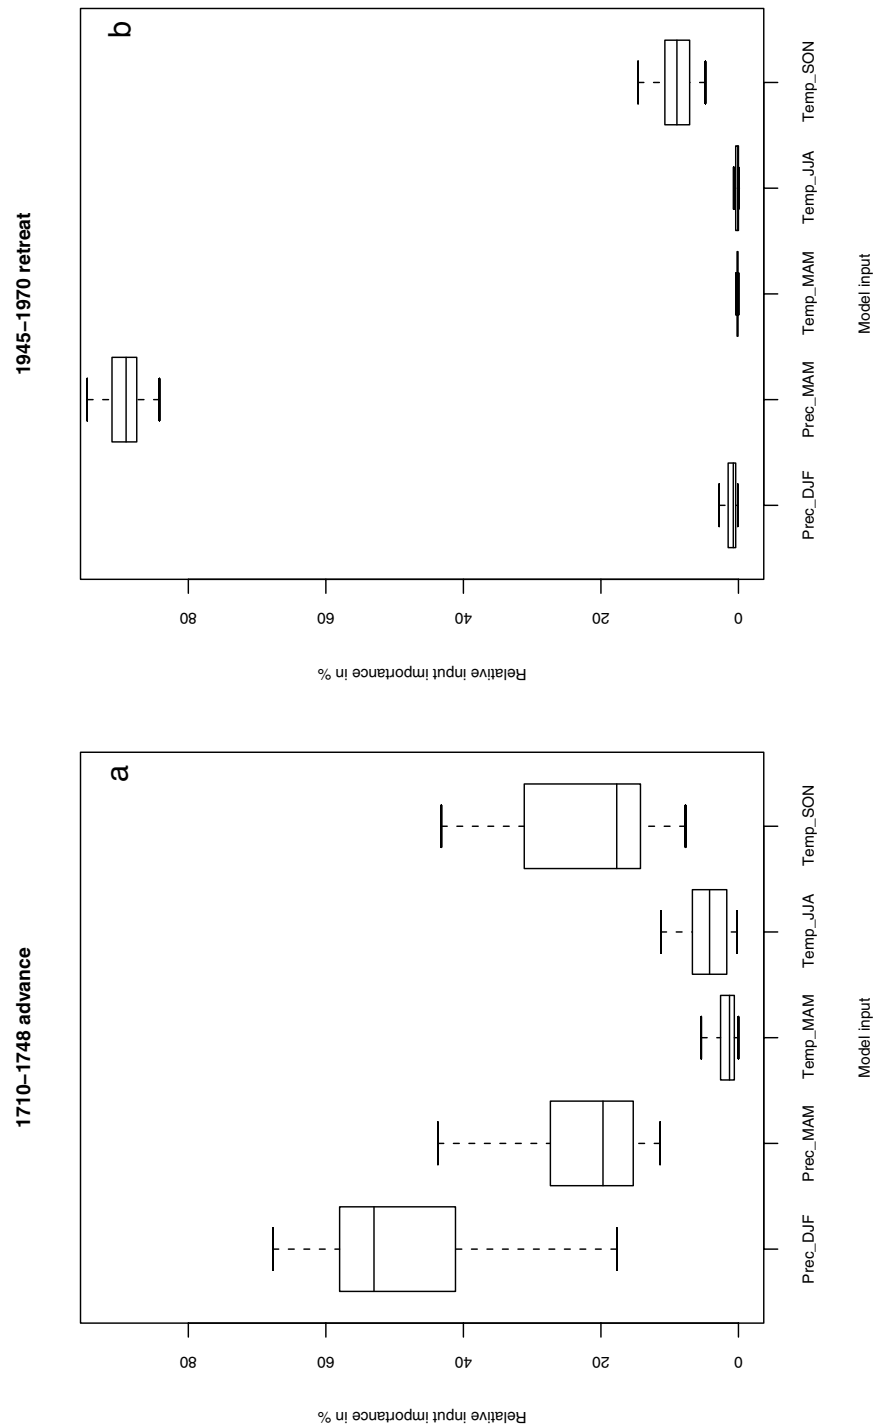 1710−1748 advance
a
Relative input importance in %
80
60
40
20
0
Prec_DJF
Prec_MAM
Temp_MAM
Temp_JJA
Temp_SON
Model input
1945−1970 retreat
b
Relative input importance in %
80
60
40
20
0
Prec_DJF
Prec_MAM
Temp_MAM
Temp_JJA
Temp_SON
Model input